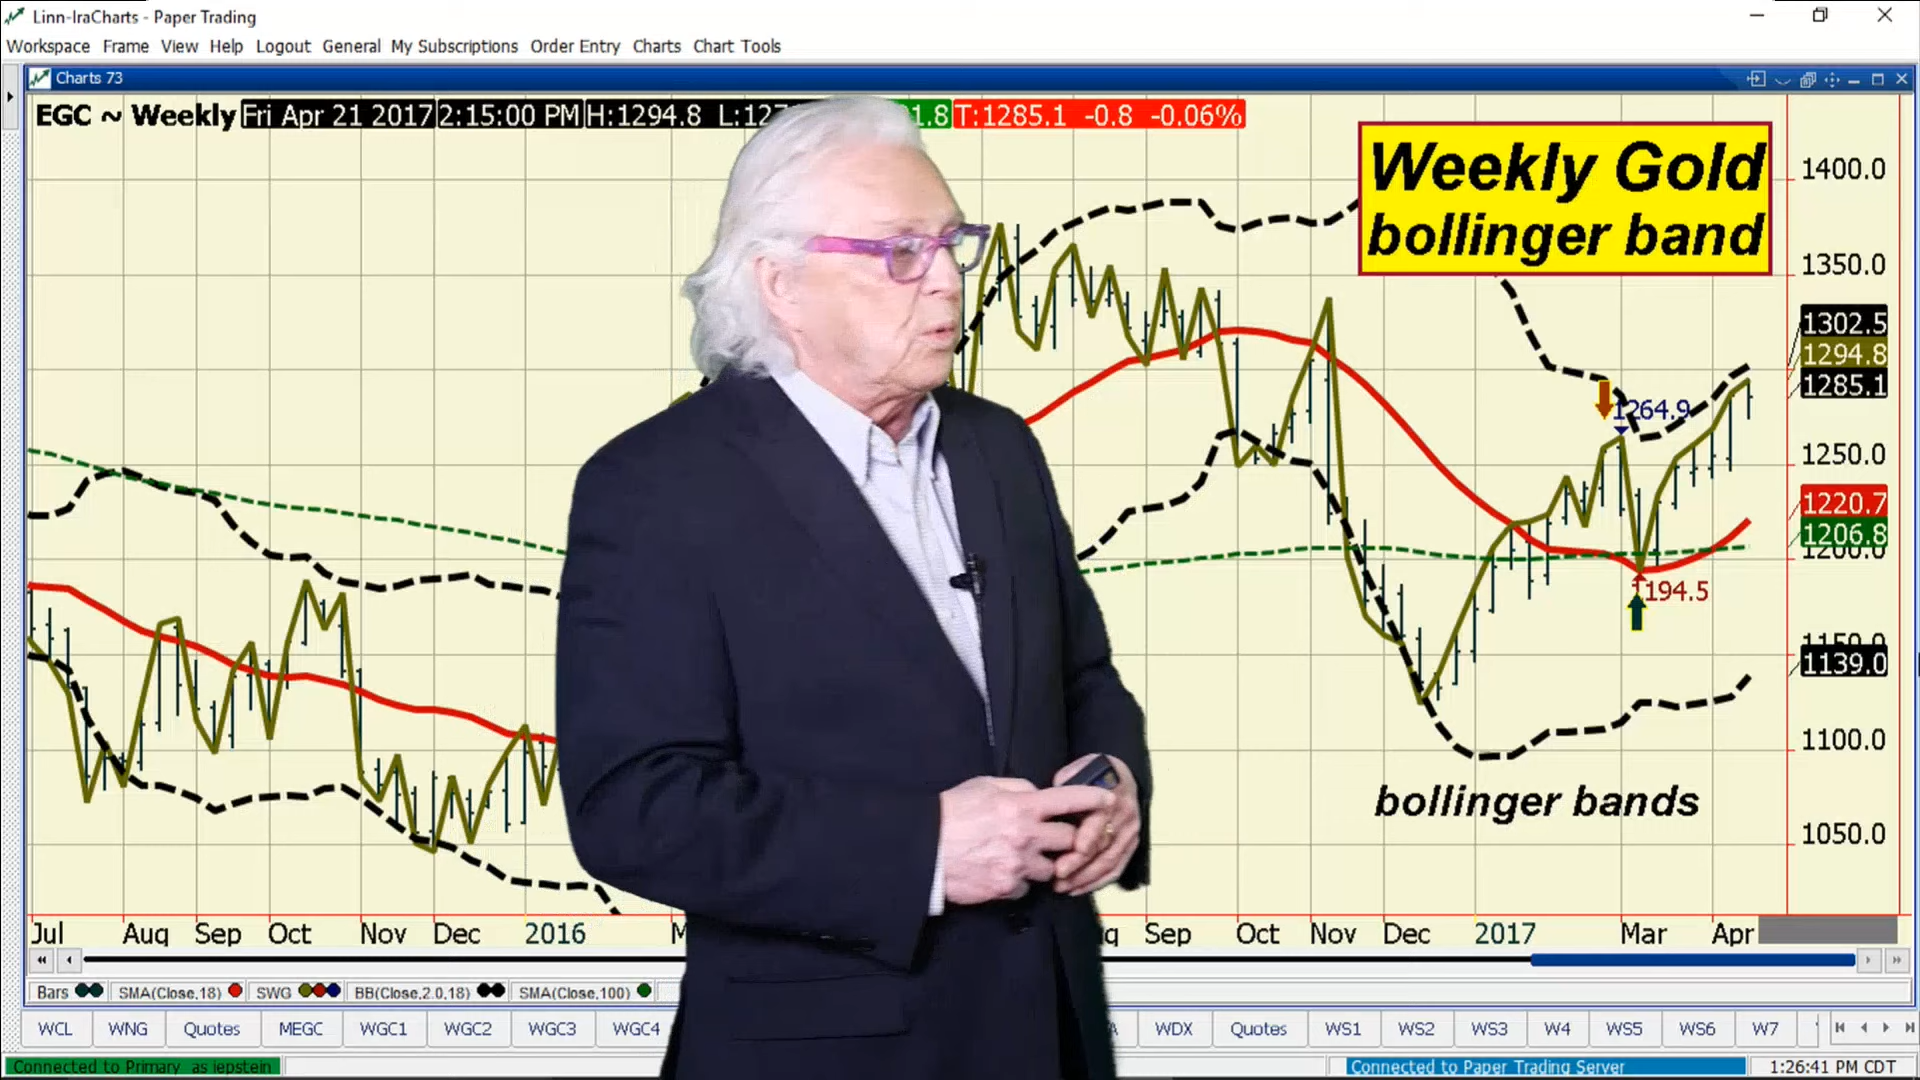 Linn-IraCharts - Paper Trading
Workspace Frame View Help Logout General My Subscriptions Order Entry Charts Chart Tools
Charts 73
EGC ~ Weekly Fri Apr 21 2017 2:15:00 PM H:1294.8 T:1285.1 -0.8 -0.06%
Weekly Gold
bollinger band
1400.0
1350.0
1302.5
1294.8
1285.1
1264.9
1250.0
1220.7
1206.8
1200.0
1194.5
1150.0
1139.0
1100.0
bollinger bands
1050.0
Jul Aug Sep Oct Nov Dec 2016 Sep Oct Nov Dec 2017 Mar Apr
Bars SMA(Close,18) SWG BB(Close,2.0,18) SMA(Close,100)
WCL WNG Quotes MEGC WGC1 WGC2 WGC3 WGC4 WDX Quotes WS1 WS2 WS3 W4 WS5 WS6 W7
Connected to Primary as iepstein Connected to Paper Trading Server 1:26:41 PM CDT